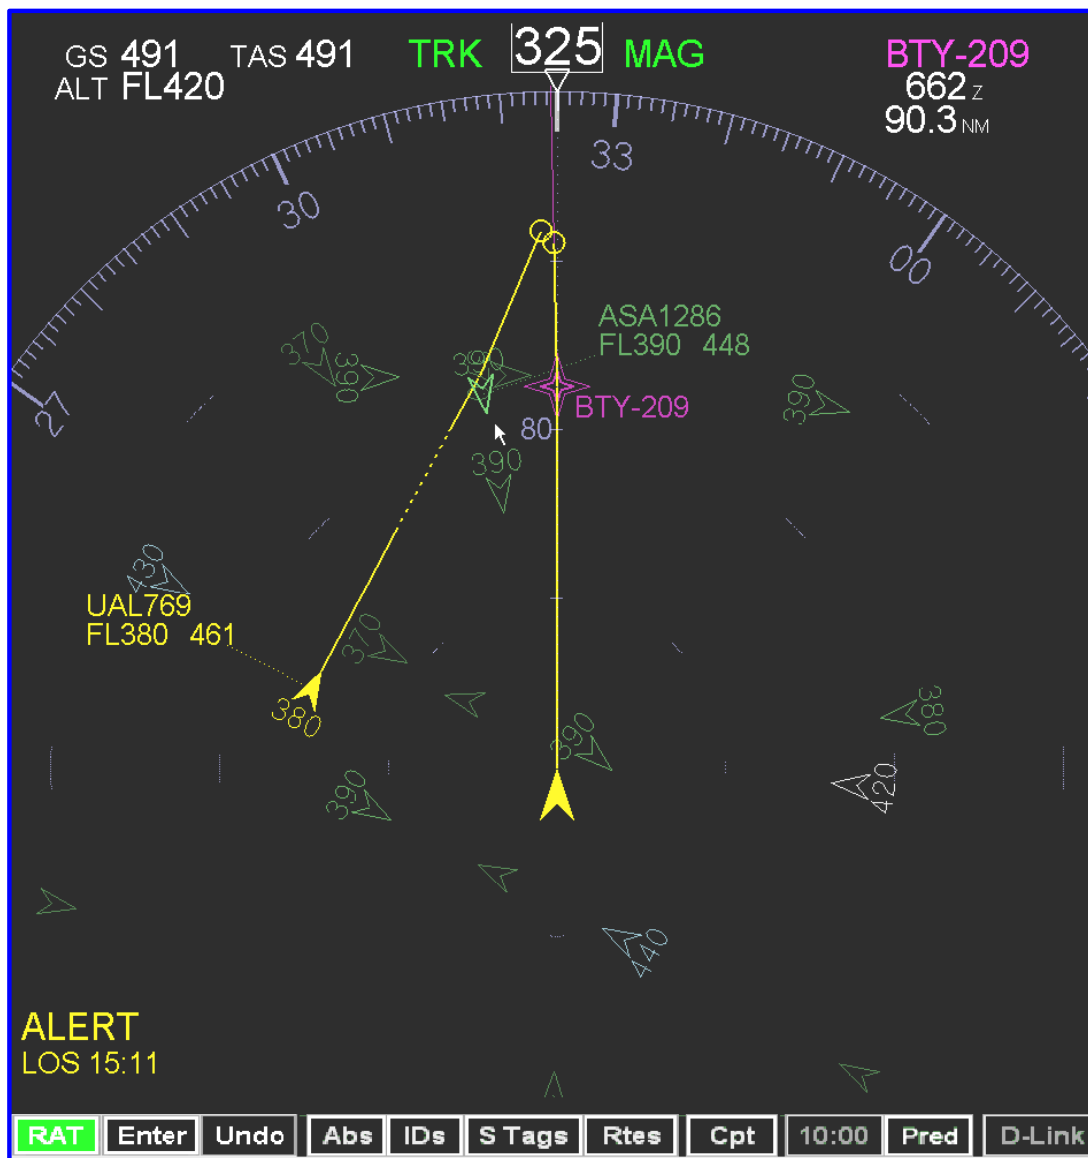 GS 491 TAS 491 TRK 325 MAG BTY-209
ALT FL420 662 Z
90.3 NM
33
30
00
27
ASA1286
FL390 448
370
390
390
BTY-209
80
390
430
UAL769
FL380 461
370
380
380
390
390
420
440
ALERT
LOS 15:11
RAT Enter Undo Abs IDs S Tags Rtes Cpt 10:00 Pred D-Link